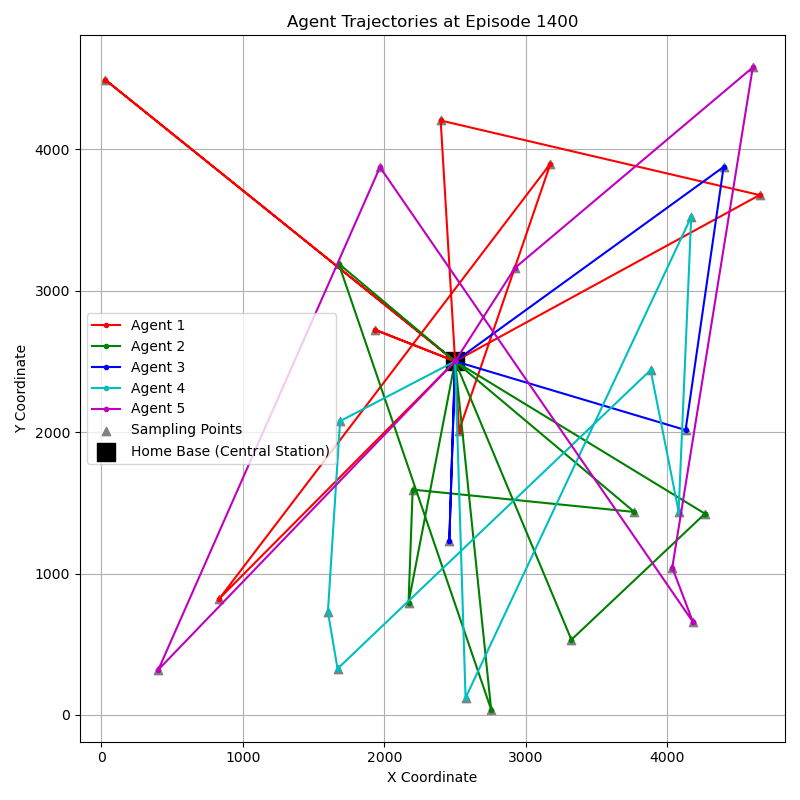 Agent Trajectories at Episode 1400
Y Coordinate
4000
3000
2000
1000
0
Agent 1
Agent 2
Agent 3
Agent 4
Agent 5
Sampling Points
Home Base (Central Station)
0 1000 2000 3000 4000
X Coordinate